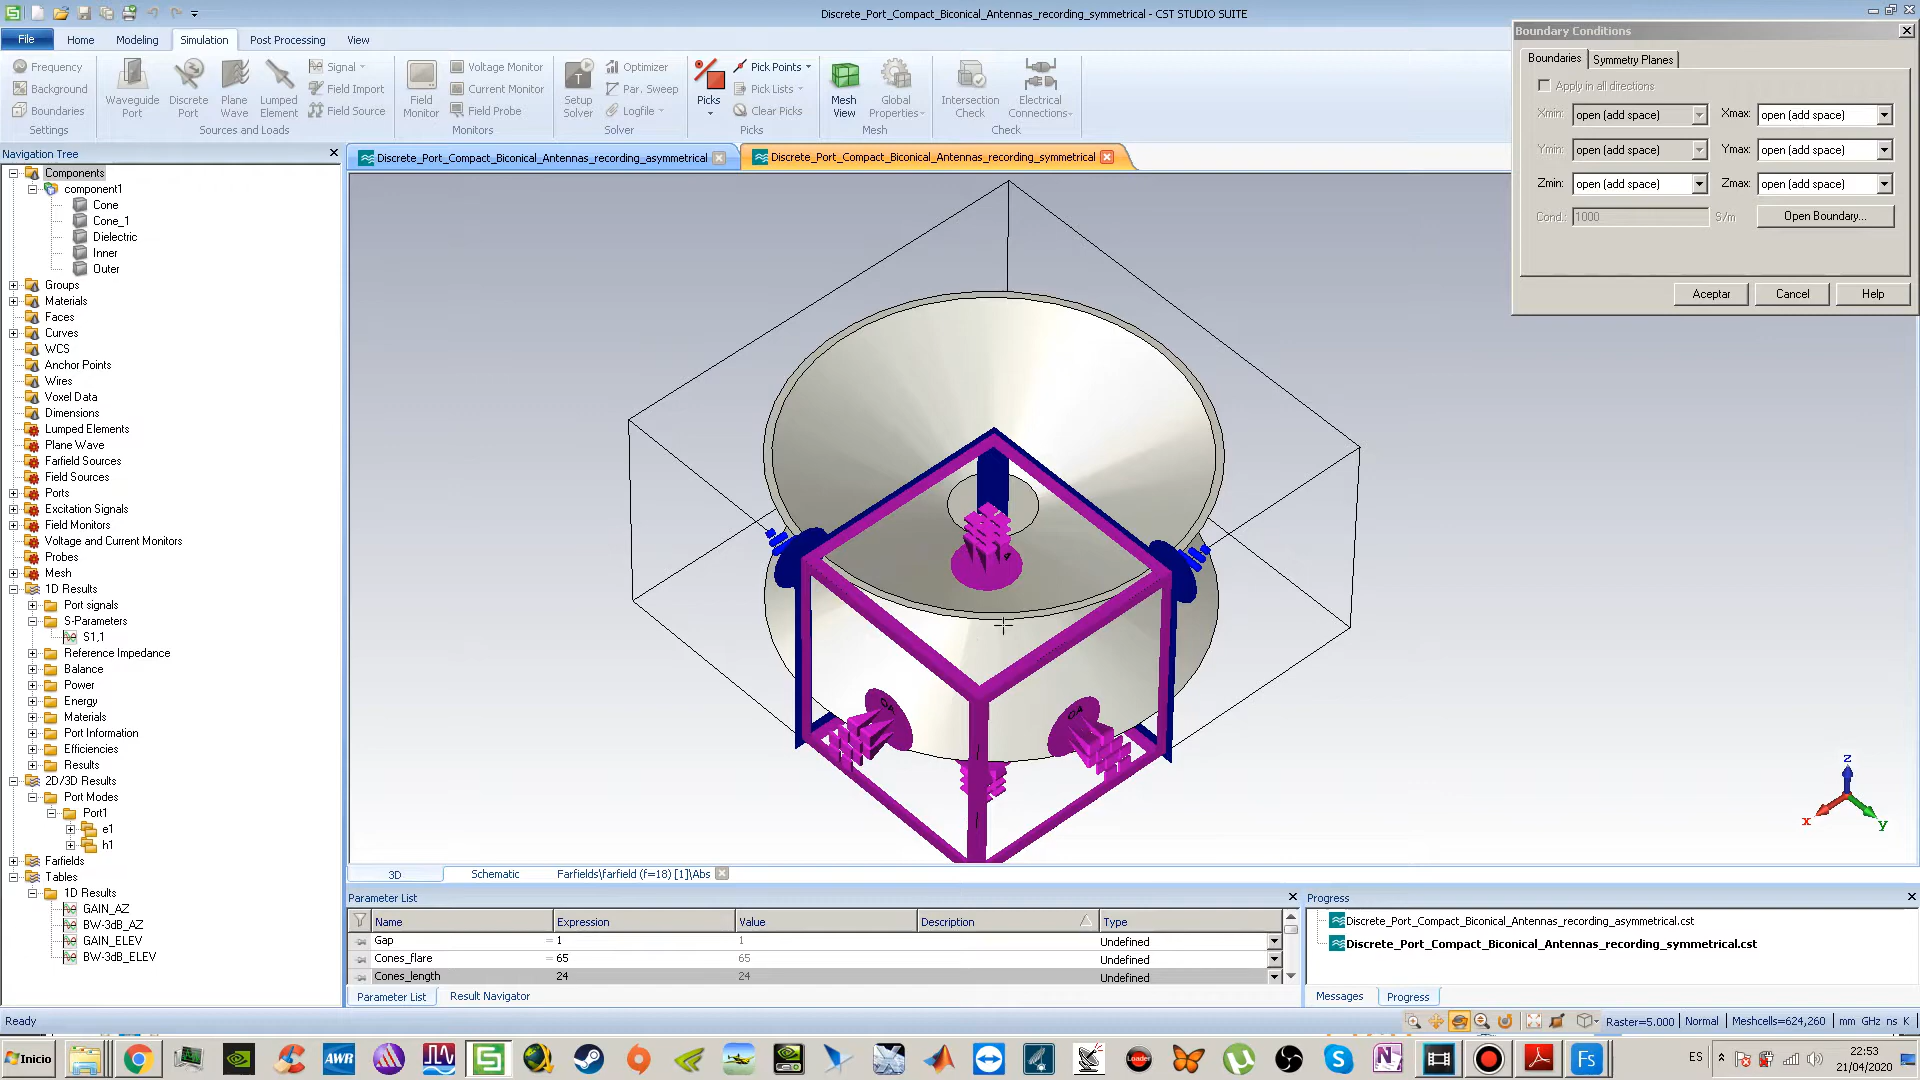 Discrete_Port_Compact_Biconical_Antennas_recording_symmetrical - CST STUDIO SUITE
File Home Modeling Simulation Post Processing View
Frequency
Background
Boundaries
Settings
Waveguide Port
Discrete Port
Plane Wave
Lumped Element
Signal
Field Import
Field Source
Sources and Loads
Field Monitor
Voltage Monitor
Current Monitor
Field Probe
Monitors
Setup Solver
Optimizer
Par. Sweep
Logfile
Solver
Picks
Pick Points
Pick Lists
Clear Picks
Picks
Mesh View
Global Properties
Mesh
Intersection Check
Electrical Connections
Check
Boundary Conditions
Boundaries Symmetry Planes
Apply in all directions
Xmin: open (add space) Xmax: open (add space)
Ymin: open (add space) Ymax: open (add space)
Zmin: open (add space) Zmax: open (add space)
Cond.: 1000 S/m Open Boundary...
Aceptar Cancel Help
Navigation Tree
Discrete_Port_Compact_Biconical_Antennas_recording_asymmetrical
Discrete_Port_Compact_Biconical_Antennas_recording_symmetrical
Components
component1
Cone
Cone_1
Dielectric
Inner
Outer
Groups
Materials
Faces
Curves
WCS
Anchor Points
Wires
Voxel Data
Dimensions
Lumped Elements
Plane Wave
Farfield Sources
Field Sources
Ports
Excitation Signals
Field Monitors
Voltage and Current Monitors
Probes
Mesh
1D Results
Port signals
S-Parameters
S1,1
Reference Impedance
Balance
Power
Energy
Materials
Port Information
Efficiencies
Results
2D/3D Results
Port Modes
Port1
e1
h1
Farfields
Tables
1D Results
GAIN_AZ
BW-3dB_AZ
GAIN_ELEV
BW-3dB_ELEV
z
x
y
3D Schematic Farfields\farfield (f=18) [1]\Abs
Parameter List
Name Expression Value Description Type
Gap = 1 1 Undefined
Cones_flare = 65 65 Undefined
Cones_length = 24 24 Undefined
Parameter List Result Navigator
Progress
Discrete_Port_Compact_Biconical_Antennas_recording_asymmetrical.cst
Discrete_Port_Compact_Biconical_Antennas_recording_symmetrical.cst
Messages Progress
Ready
Raster=5.000 Normal Meshcells=624,260 mm GHz ns K
Inicio
AWR
Loader
Fs
ES
22:53
21/04/2020